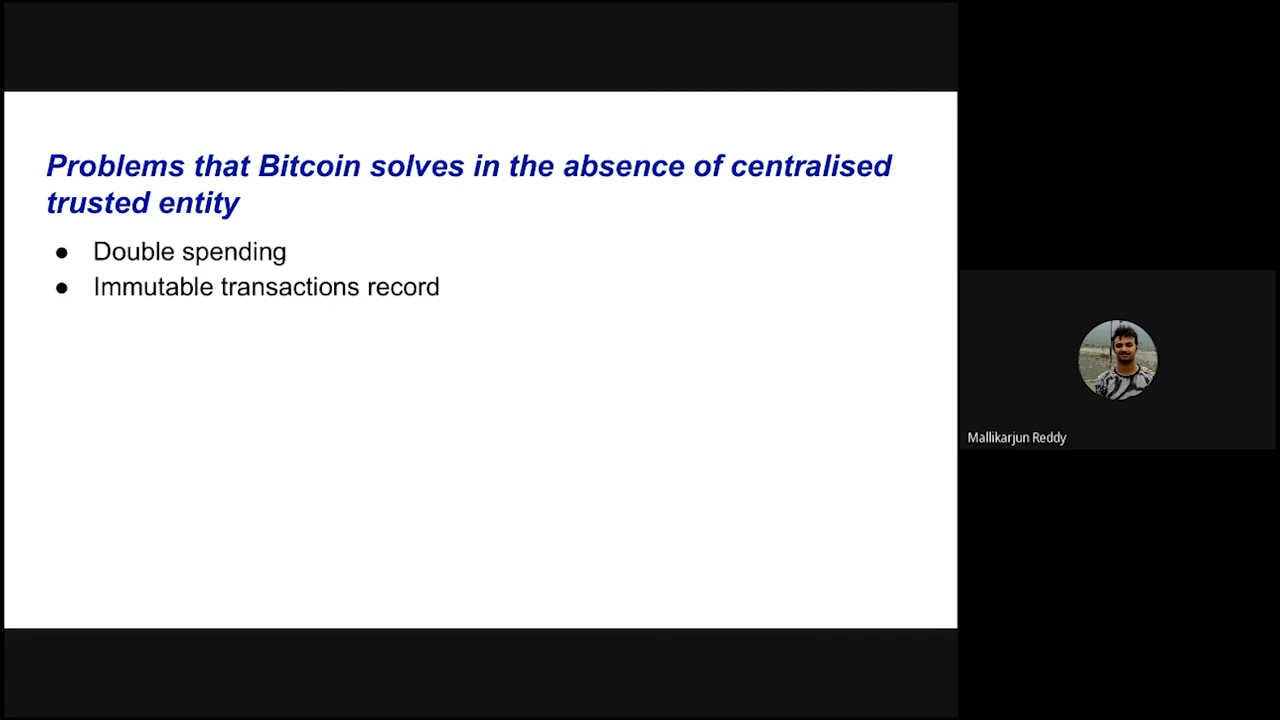 Problems that Bitcoin solves in the absence of centralised
trusted entity
● Double spending
● Immutable transactions record
Mallikarjun Reddy